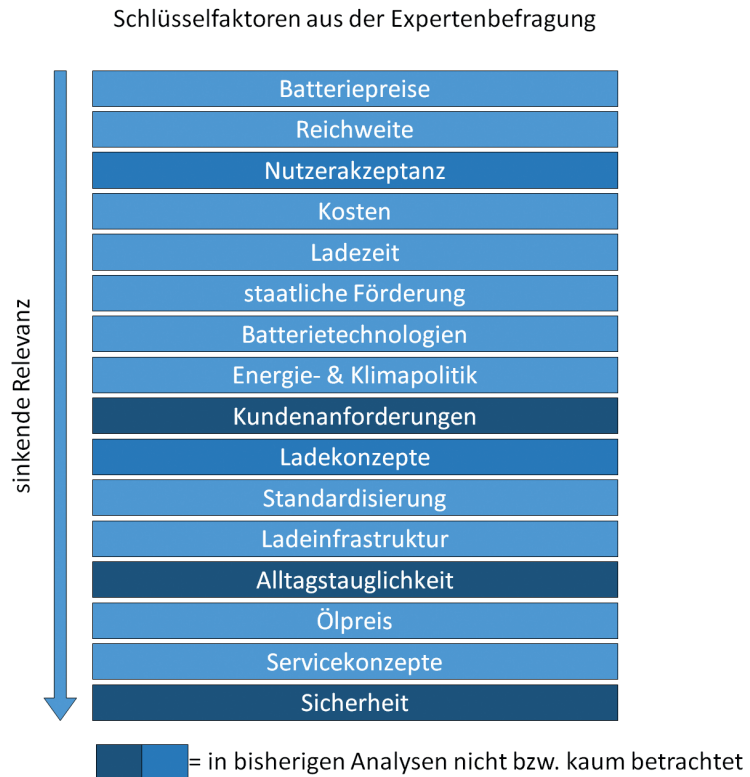 Schlüsselfaktoren aus der Expertenbefragung
Batteriepreise
Reichweite
Nutzerakzeptanz
Kosten
Ladezeit
staatliche Förderung
Batterietechnologien
Energie- & Klimapolitik
Kundenanforderungen
Ladekonzepte
Standardisierung
Ladeinfrastruktur
Alltagstauglichkeit
Ölpreis
Servicekonzepte
Sicherheit
sinkende Relevanz
= in bisherigen Analysen nicht bzw. kaum betrachtet